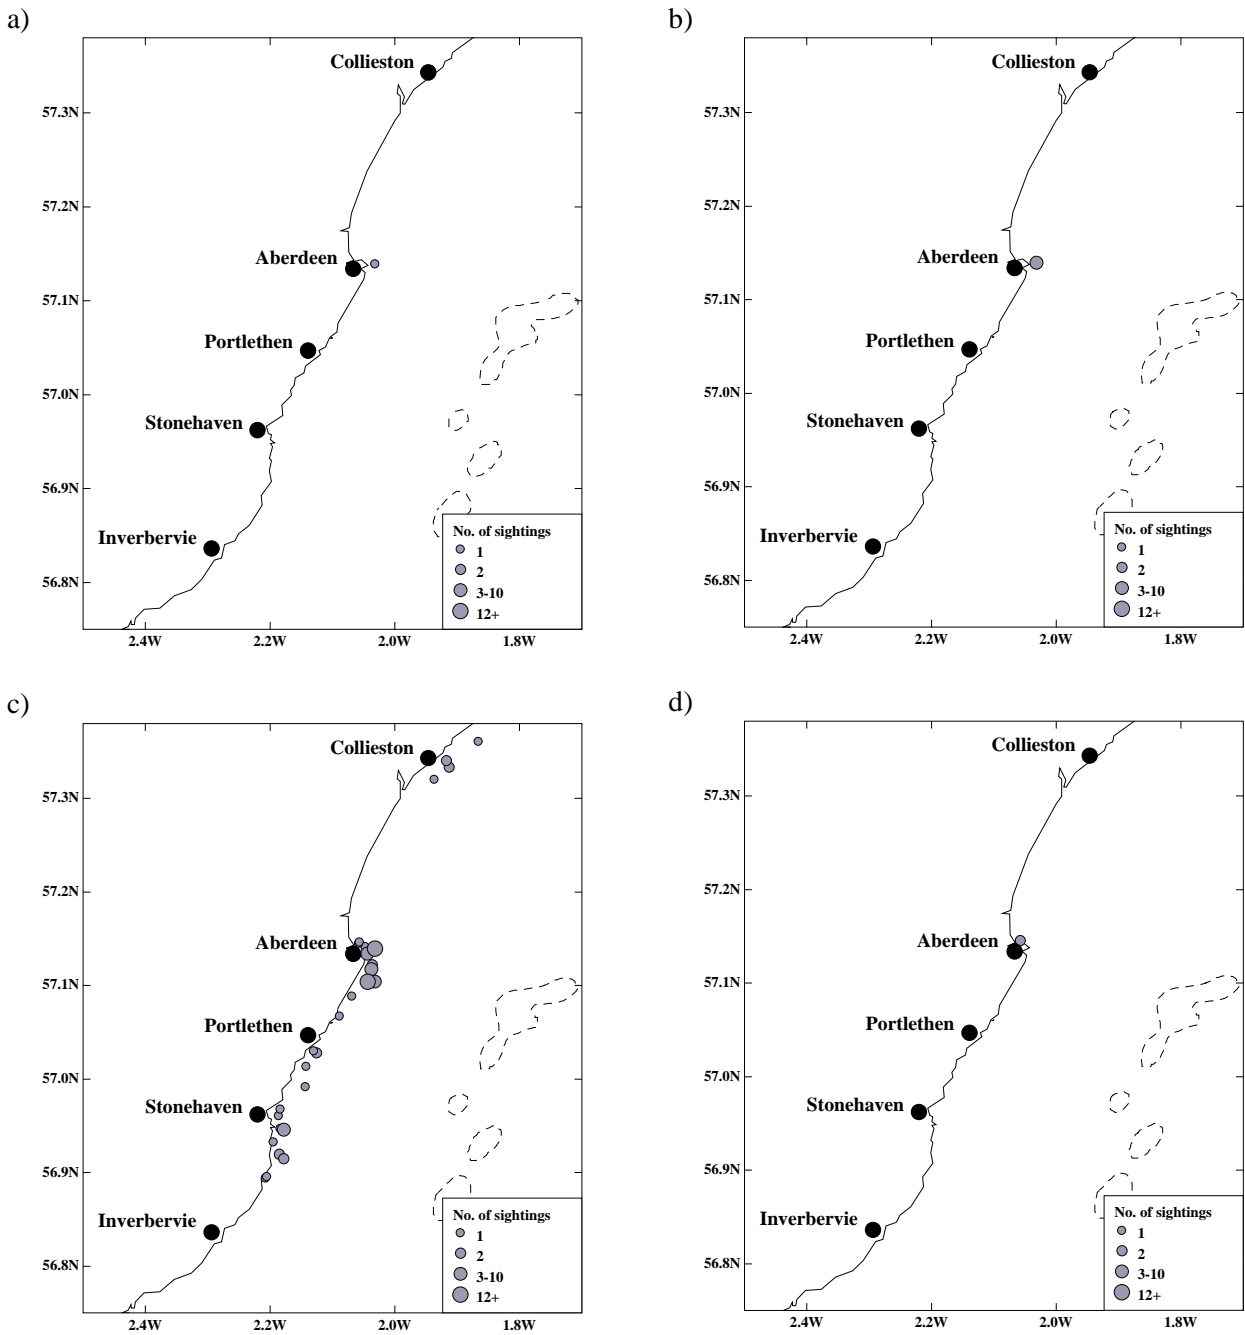 a)
Collieston
57.3N
57.2N
Aberdeen
57.1N
Portlethen
57.0N
Stonehaven
56.9N
Inverbervie
56.8N
No. of sightings
1
2
3-10
12+
2.4W 2.2W 2.0W 1.8W
b)
Collieston
57.3N
57.2N
Aberdeen
57.1N
Portlethen
57.0N
Stonehaven
56.9N
Inverbervie
56.8N
No. of sightings
1
2
3-10
12+
2.4W 2.2W 2.0W 1.8W
c)
Collieston
57.3N
57.2N
Aberdeen
57.1N
Portlethen
57.0N
Stonehaven
56.9N
Inverbervie
56.8N
No. of sightings
1
2
3-10
12+
2.4W 2.2W 2.0W 1.8W
d)
Collieston
57.3N
57.2N
Aberdeen
57.1N
Portlethen
57.0N
Stonehaven
56.9N
Inverbervie
56.8N
No. of sightings
1
2
3-10
12+
2.4W 2.2W 2.0W 1.8W